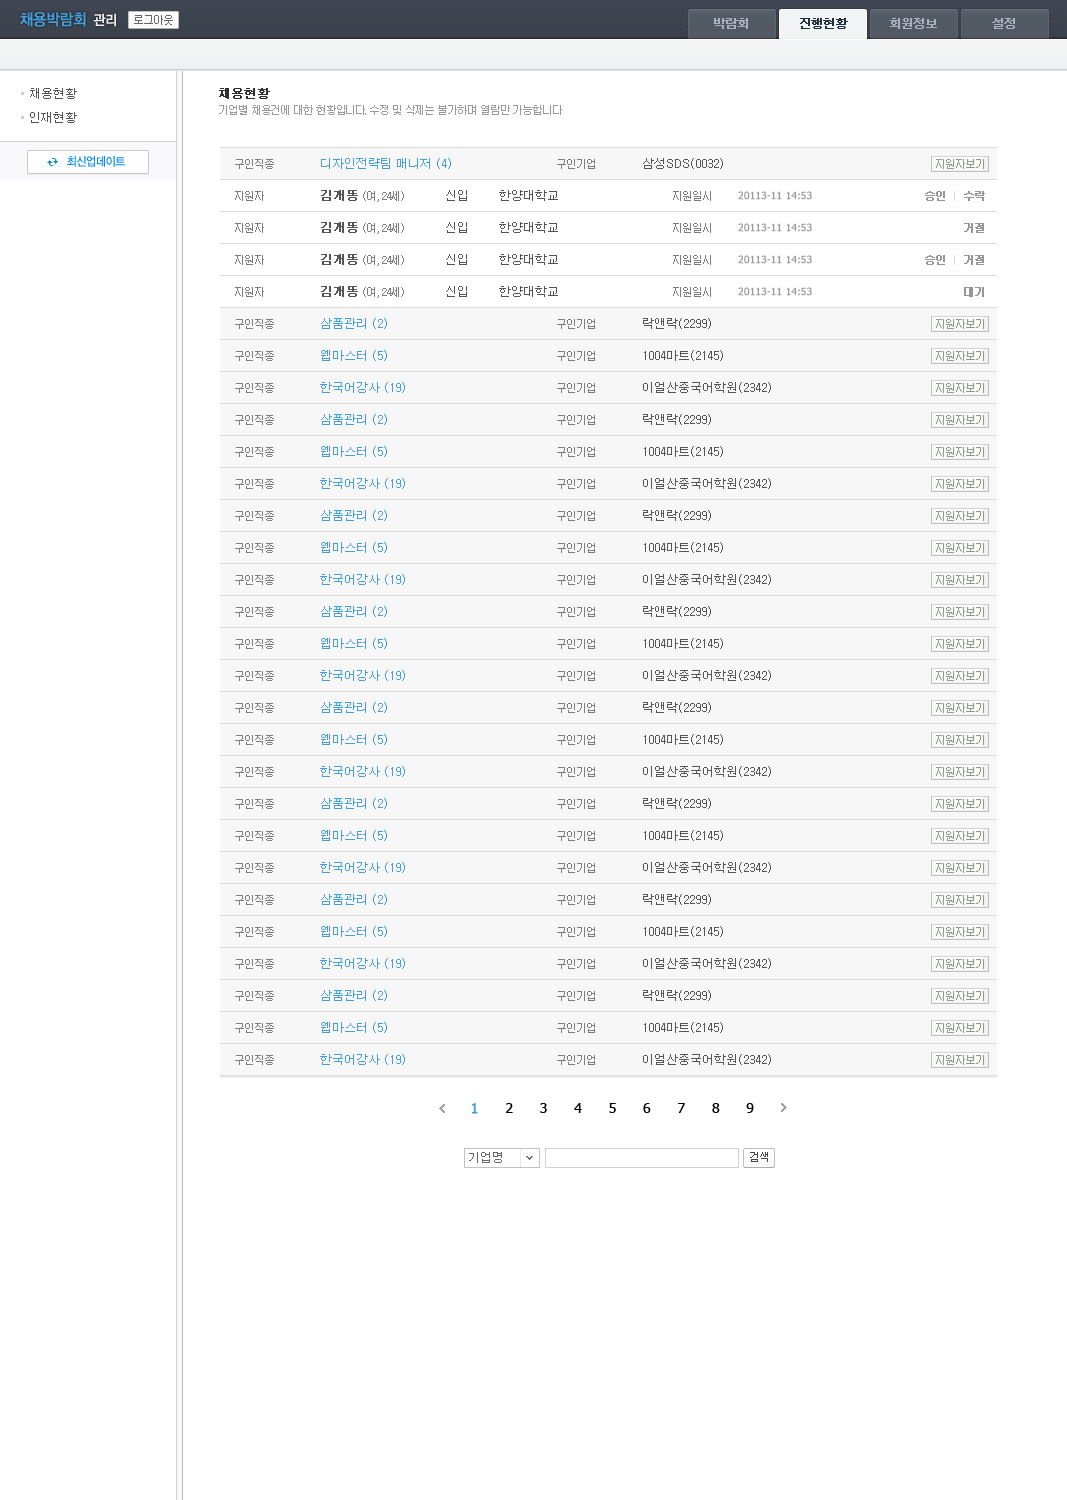 채용박람회 관리 로그아웃 박람회 진행현황 회원정보 설정
채용현황
인재현황
최신업데이트
채용현황
기업별 채용건에 대한 현황입니다. 수정 및 삭제는 불가하며 열람만 가능합니다
구인직종 디자인전략팀 매니저 (4) 구인기업 삼성SDS(0032) 지원자보기
지원자 김개똥 (여, 24세) 신입 한양대학교 지원일시 20113-11 14:53 승인 | 수락
지원자 김개똥 (여, 24세) 신입 한양대학교 지원일시 20113-11 14:53 거절
지원자 김개똥 (여, 24세) 신입 한양대학교 지원일시 20113-11 14:53 승인 | 거절
지원자 김개똥 (여, 24세) 신입 한양대학교 지원일시 20113-11 14:53 대기
구인직종 삼품관리 (2) 구인기업 락앤락(2299) 지원자보기
구인직종 웹마스터 (5) 구인기업 1004마트(2145) 지원자보기
구인직종 한국어강사 (19) 구인기업 이얼산중국어학원(2342) 지원자보기
구인직종 삼품관리 (2) 구인기업 락앤락(2299) 지원자보기
구인직종 웹마스터 (5) 구인기업 1004마트(2145) 지원자보기
구인직종 한국어강사 (19) 구인기업 이얼산중국어학원(2342) 지원자보기
구인직종 삼품관리 (2) 구인기업 락앤락(2299) 지원자보기
구인직종 웹마스터 (5) 구인기업 1004마트(2145) 지원자보기
구인직종 한국어강사 (19) 구인기업 이얼산중국어학원(2342) 지원자보기
구인직종 삼품관리 (2) 구인기업 락앤락(2299) 지원자보기
구인직종 웹마스터 (5) 구인기업 1004마트(2145) 지원자보기
구인직종 한국어강사 (19) 구인기업 이얼산중국어학원(2342) 지원자보기
구인직종 삼품관리 (2) 구인기업 락앤락(2299) 지원자보기
구인직종 웹마스터 (5) 구인기업 1004마트(2145) 지원자보기
구인직종 한국어강사 (19) 구인기업 이얼산중국어학원(2342) 지원자보기
구인직종 삼품관리 (2) 구인기업 락앤락(2299) 지원자보기
구인직종 웹마스터 (5) 구인기업 1004마트(2145) 지원자보기
구인직종 한국어강사 (19) 구인기업 이얼산중국어학원(2342) 지원자보기
구인직종 삼품관리 (2) 구인기업 락앤락(2299) 지원자보기
구인직종 웹마스터 (5) 구인기업 1004마트(2145) 지원자보기
구인직종 한국어강사 (19) 구인기업 이얼산중국어학원(2342) 지원자보기
구인직종 삼품관리 (2) 구인기업 락앤락(2299) 지원자보기
구인직종 웹마스터 (5) 구인기업 1004마트(2145) 지원자보기
구인직종 한국어강사 (19) 구인기업 이얼산중국어학원(2342) 지원자보기
1 2 3 4 5 6 7 8 9
기업명 검색